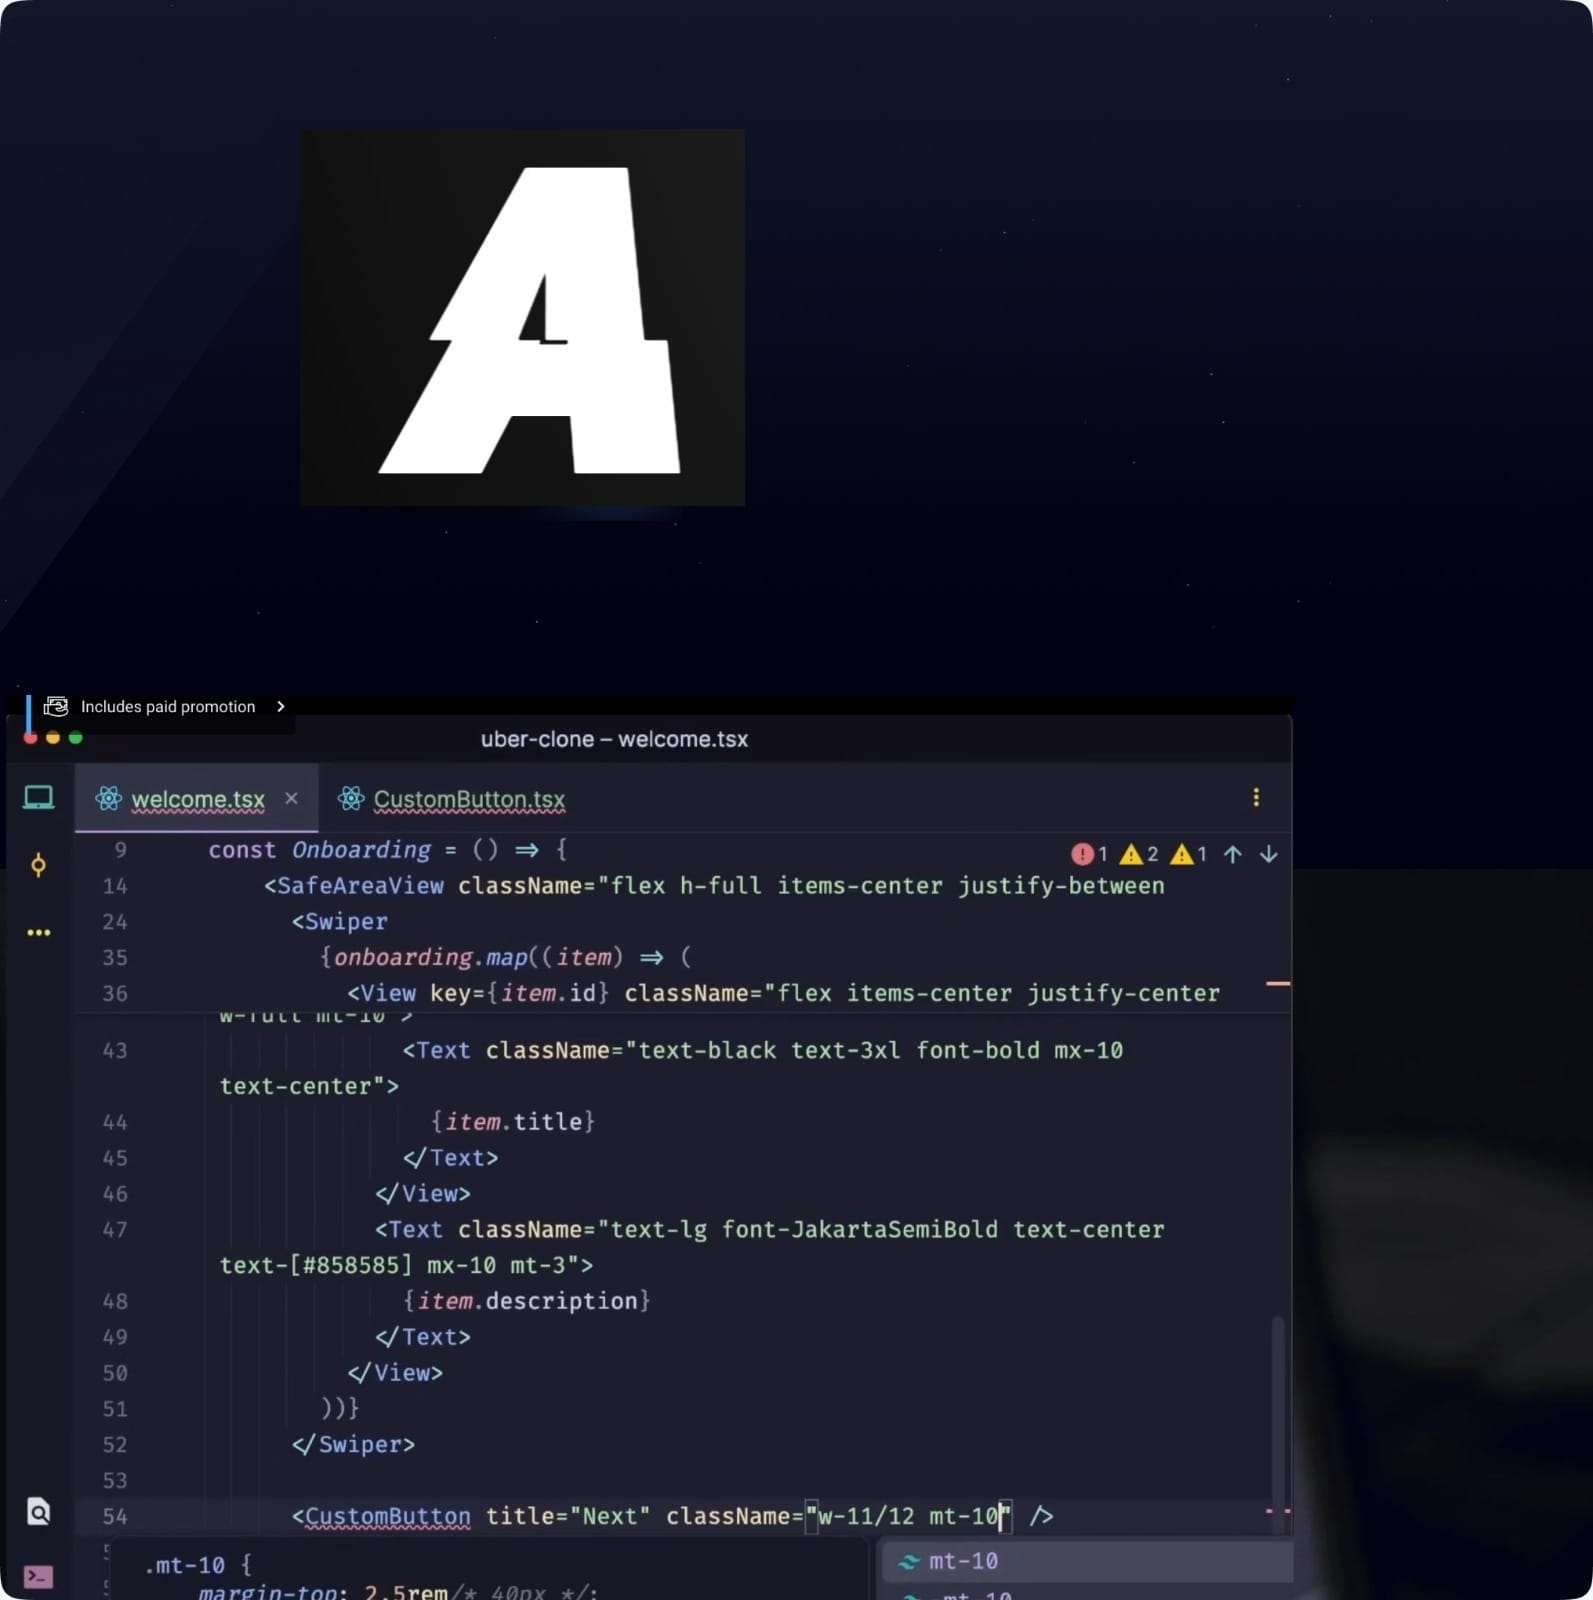 A
Includes paid promotion
uber-clone – welcome.tsx
welcome.tsx × CustomButton.tsx
9 const Onboarding = () => {
1 2 1
14 <SafeAreaView className="flex h-full items-center justify-between
24 <Swiper
35 {onboarding.map((item) => (
36 <View key={item.id} className="flex items-center justify-center
w-full mt-10">
43 <Text className="text-black text-3xl font-bold mx-10
text-center">
44 {item.title}
45 </Text>
46 </View>
47 <Text className="text-lg font-JakartaSemiBold text-center
text-[#858585] mx-10 mt-3">
48 {item.description}
49 </Text>
50 </View>
51 ))}
52 </Swiper>
53
54 <CustomButton title="Next" className="w-11/12 mt-10" />
.mt-10 {
mt-10
margin-top: 2.5rem/* 40px */;